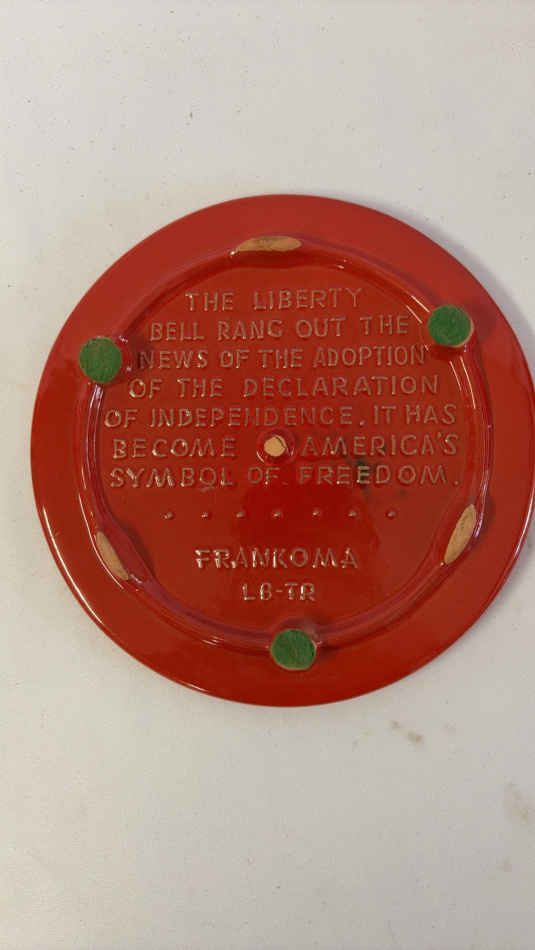 THE LIBERTY
BELL RANG OUT THE
NEWS OF THE ADOPTION
OF THE DECLARATION
OF INDEPENDENCE. IT HAS
BECOME AMERICA'S
SYMBOL OF FREEDOM.
FRANKOMA
LB-TR